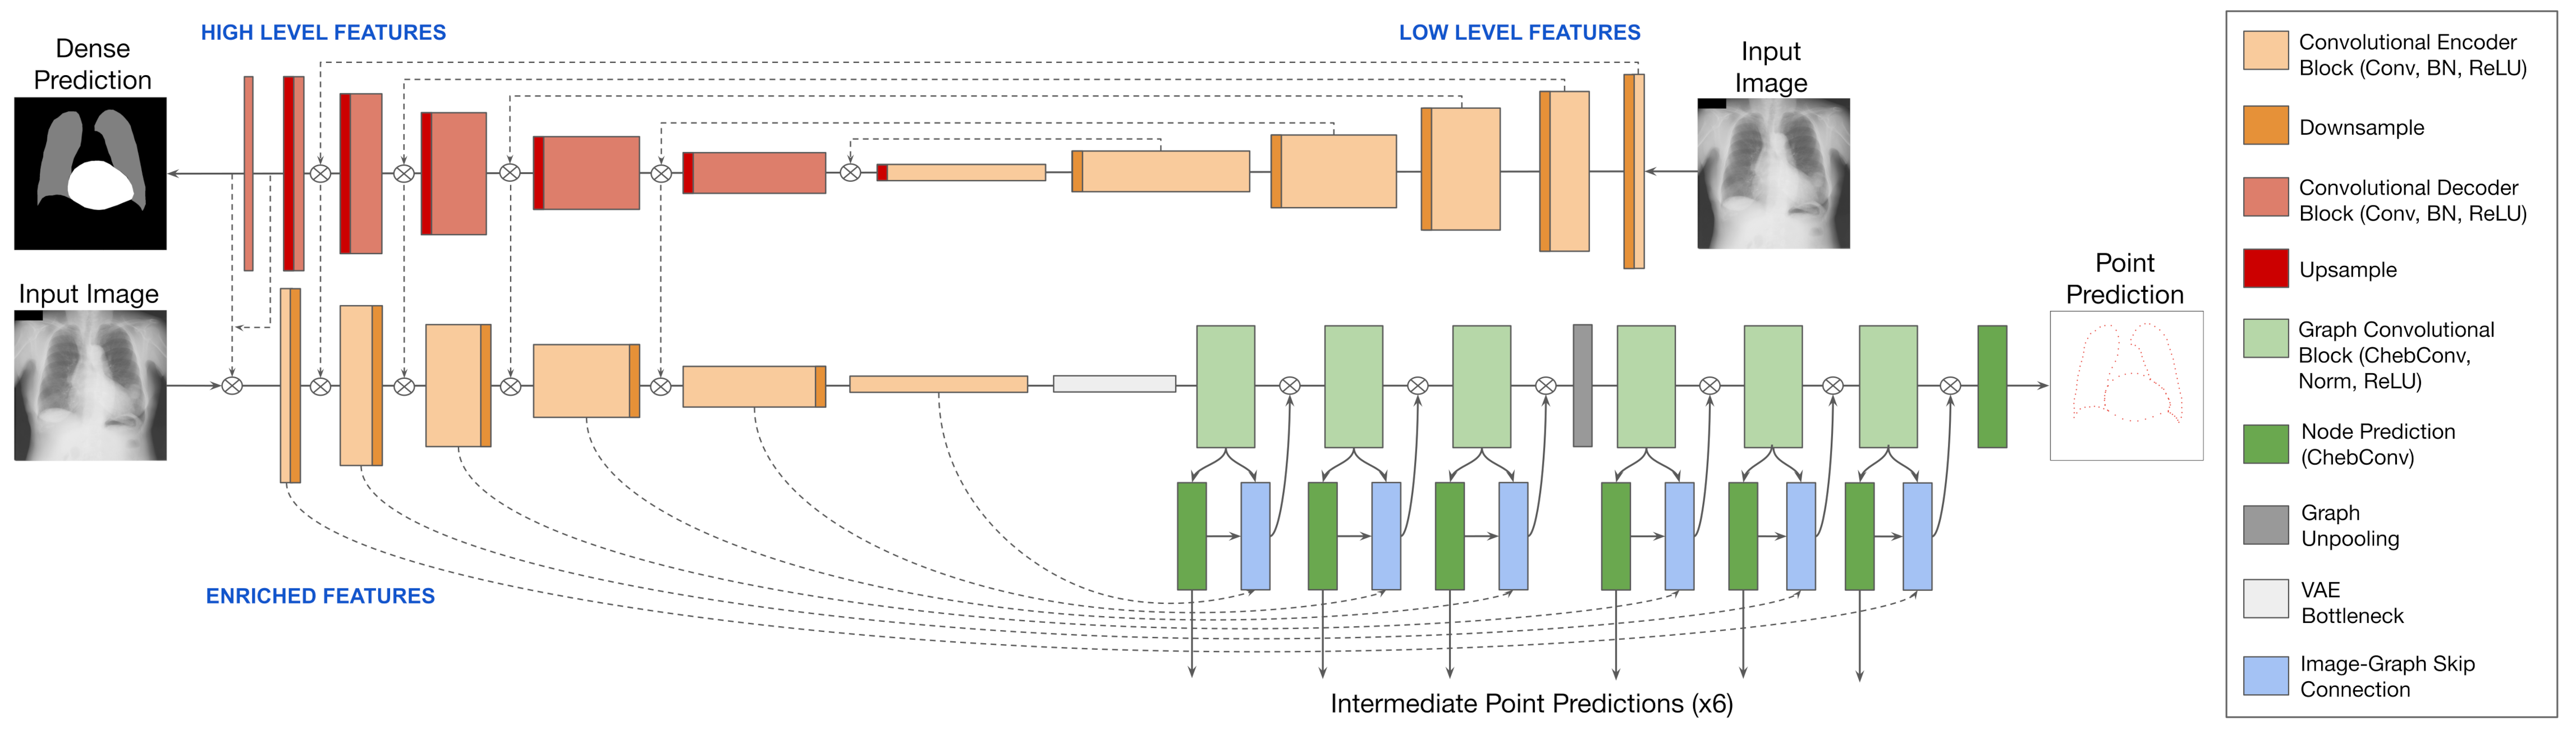 HIGH LEVEL FEATURES
LOW LEVEL FEATURES
Dense
Prediction
Input
Image
Input Image
Point
Prediction
ENRICHED FEATURES
Intermediate Point Predictions (x6)
Convolutional Encoder
Block (Conv, BN, ReLU)
Downsample
Convolutional Decoder
Block (Conv, BN, ReLU)
Upsample
Graph Convolutional
Block (ChebConv,
Norm, ReLU)
Node Prediction
(ChebConv)
Graph
Unpooling
VAE
Bottleneck
Image-Graph Skip
Connection